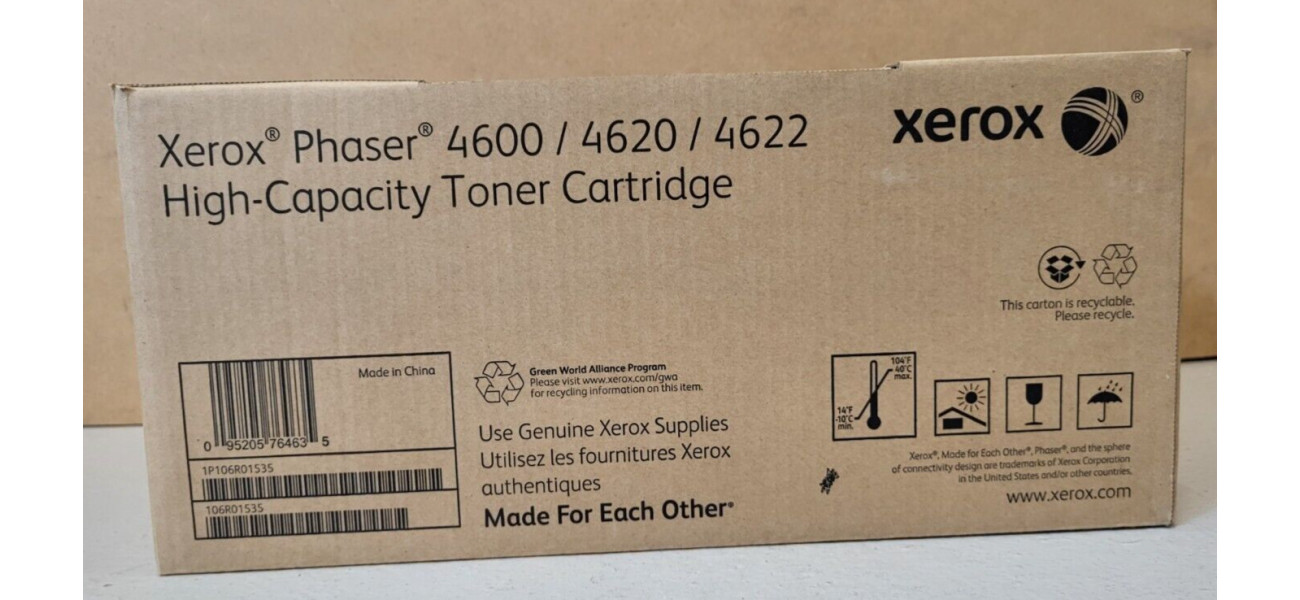 Xerox® Phaser® 4600 / 4620 / 4622
High-Capacity Toner Cartridge
xerox ®
This carton is recyclable.
Please recycle.
Made in China
0 95205 76463 5
1P106R01535
106R01535
Green World Alliance Program
Please visit www.xerox.com/gwa
for recycling information on this item.
Use Genuine Xerox Supplies
Utilisez les fournitures Xerox
authentiques
Made For Each Other®
104°F
40°C
max.
14°F
-10°C
min.
Xerox®, Made for Each Other®, Phaser®, and the sphere
of connectivity design are trademarks of Xerox Corporation
in the United States and/or other countries.
www.xerox.com